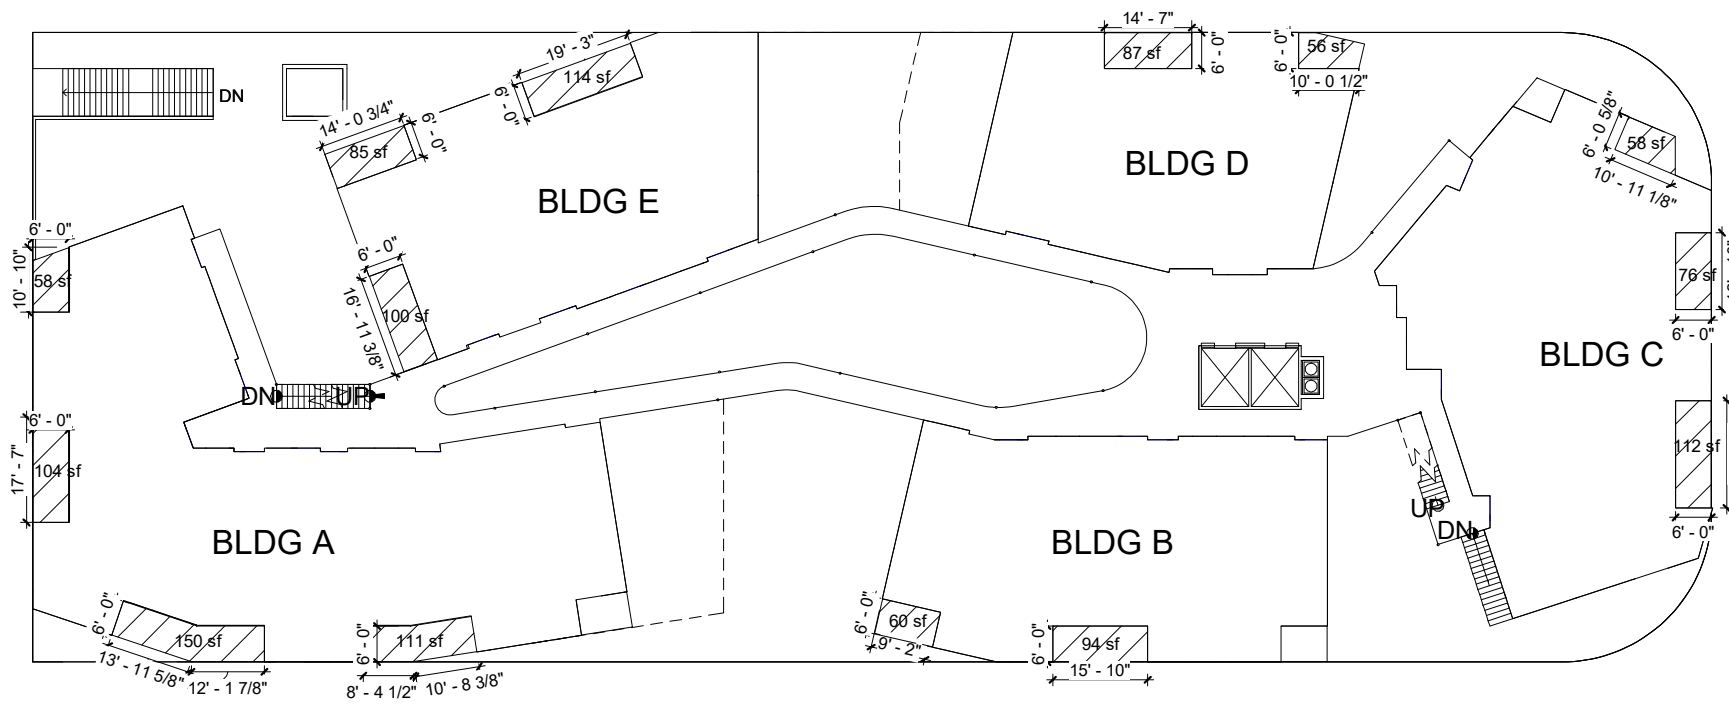 14' - 7"
87 sf
6' - 0"
6' - 0"
56 sf
10' - 0 1/2"
19' - 3"
114 sf
6' - 0"
DN
14' - 0 3/4"
85 sf
6' - 0"
BLDG E
BLDG D
6' - 0 5/8"
58 sf
10' - 11 1/8"
6' - 0"
10' - 10"
58 sf
6' - 0"
16' - 11 3/8"
100 sf
76 sf
6' - 0"
BLDG C
DN
UP
6' - 0"
17' - 7"
104 sf
112 sf
6' - 0"
UP
DN
BLDG A
BLDG B
6' - 0"
150 sf
13' - 11 5/8"
12' - 1 7/8"
6' - 0"
111 sf
8' - 4 1/2"
10' - 8 3/8"
6' - 0"
60 sf
9' - 2"
6' - 0"
94 sf
15' - 10"